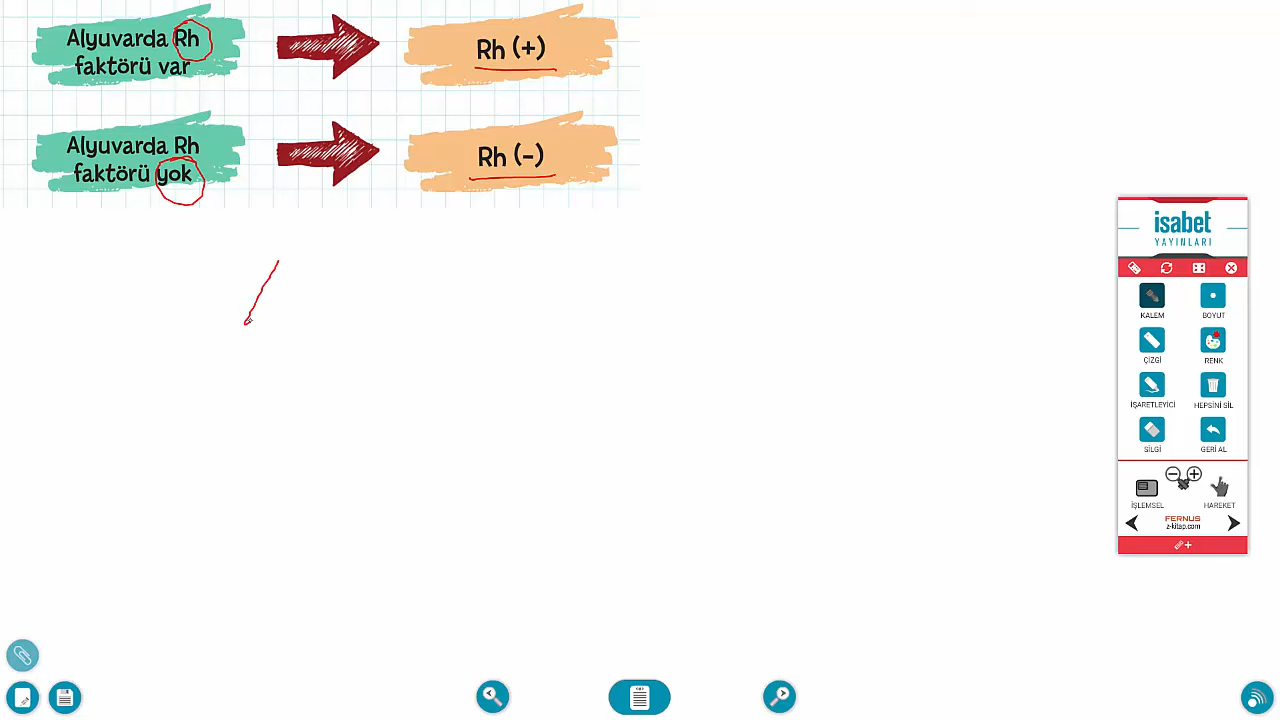 Alyuvarda Rh
faktörü var
Rh (+)
Alyuvarda Rh
faktörü yok
Rh (-)
isabet
YAYINLARI
KALEM
BOYUT
ÇİZGİ
RENK
İŞARETLEYİCİ
HEPSİNİ SİL
SİLGİ
GERİ AL
İŞLEMSEL
HAREKET
FERNUS
z-kitap.com